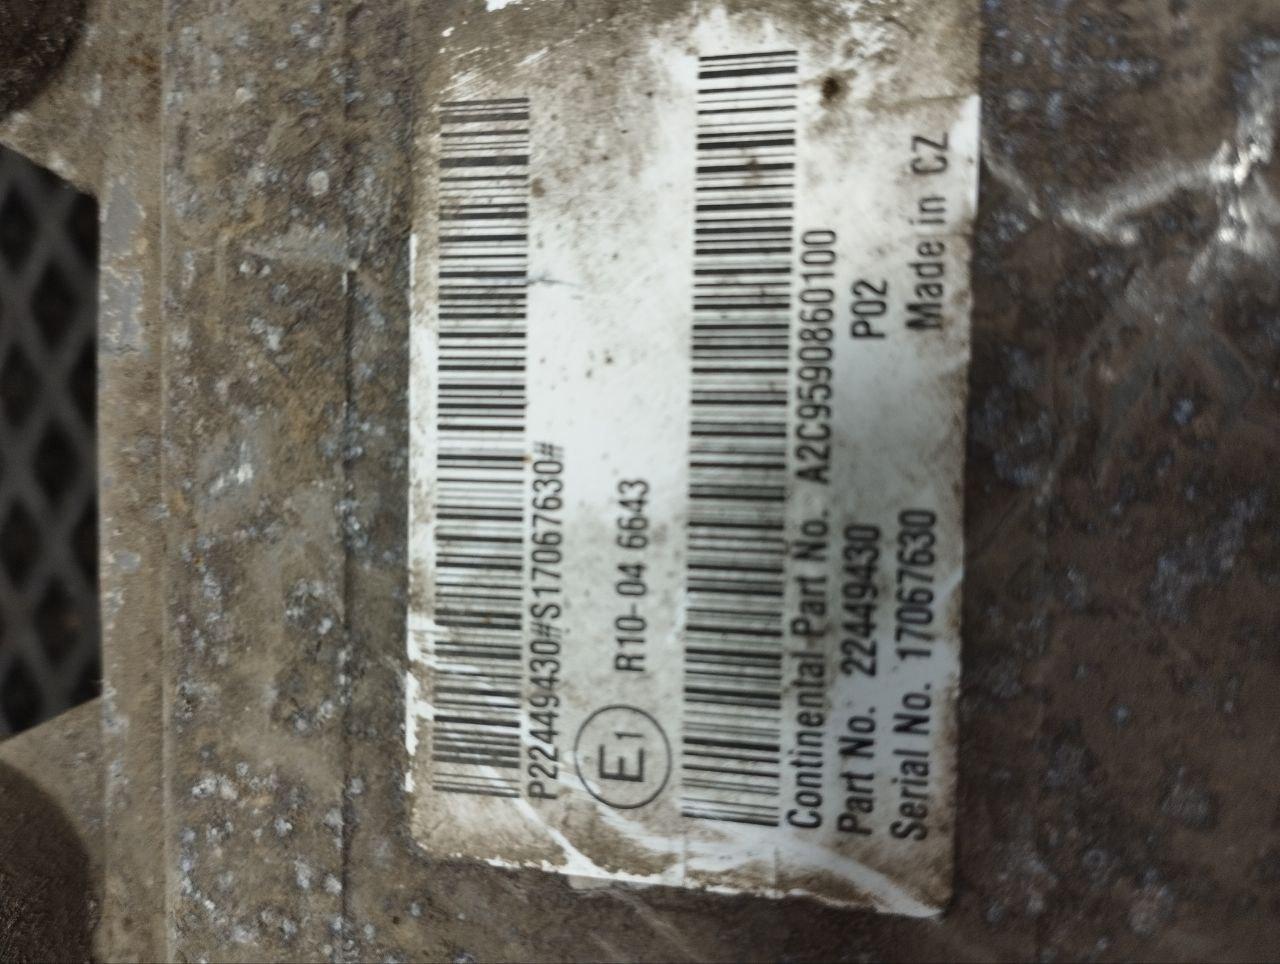 P22449430#S17067630#
E1 R10-04 6643
Continental Part No. A2C9590860100
Part No. 22449430 P02
Serial No. 17067630 Made in CZ